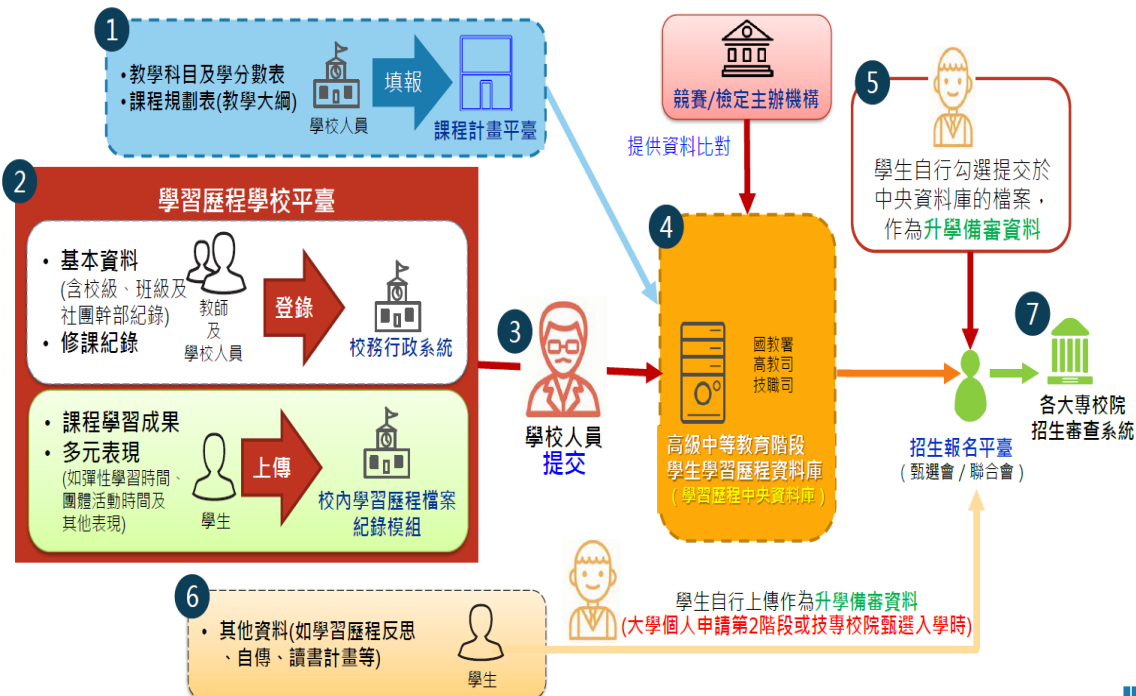 1
•教學科目及學分數表
•課程規劃表(教學大綱)
學校人員
填報
課程計畫平臺
競賽/檢定主辦機構
提供資料比對
5
學生自行勾選提交於
中央資料庫的檔案，
作為升學備審資料
2
學習歷程學校平臺
• 基本資料
(含校級、班級及
社團幹部紀錄)
• 修課紀錄
教師
及
學校人員
登錄
校務行政系統
• 課程學習成果
• 多元表現
(如彈性學習時間、
團體活動時間及
其他表現)
學生
上傳
校內學習歷程檔案
紀錄模組
3
學校人員
提交
4
國教署
高教司
技職司
高級中等教育階段
學生學習歷程資料庫
(學習歷程中央資料庫)
招生報名平臺
(甄選會/聯合會)
7
各大專校院
招生審查系統
6
• 其他資料(如學習歷程反思
、自傳、讀書計畫等)
學生
學生自行上傳作為升學備審資料
(大學個人申請第2階段或技專校院甄選入學時)